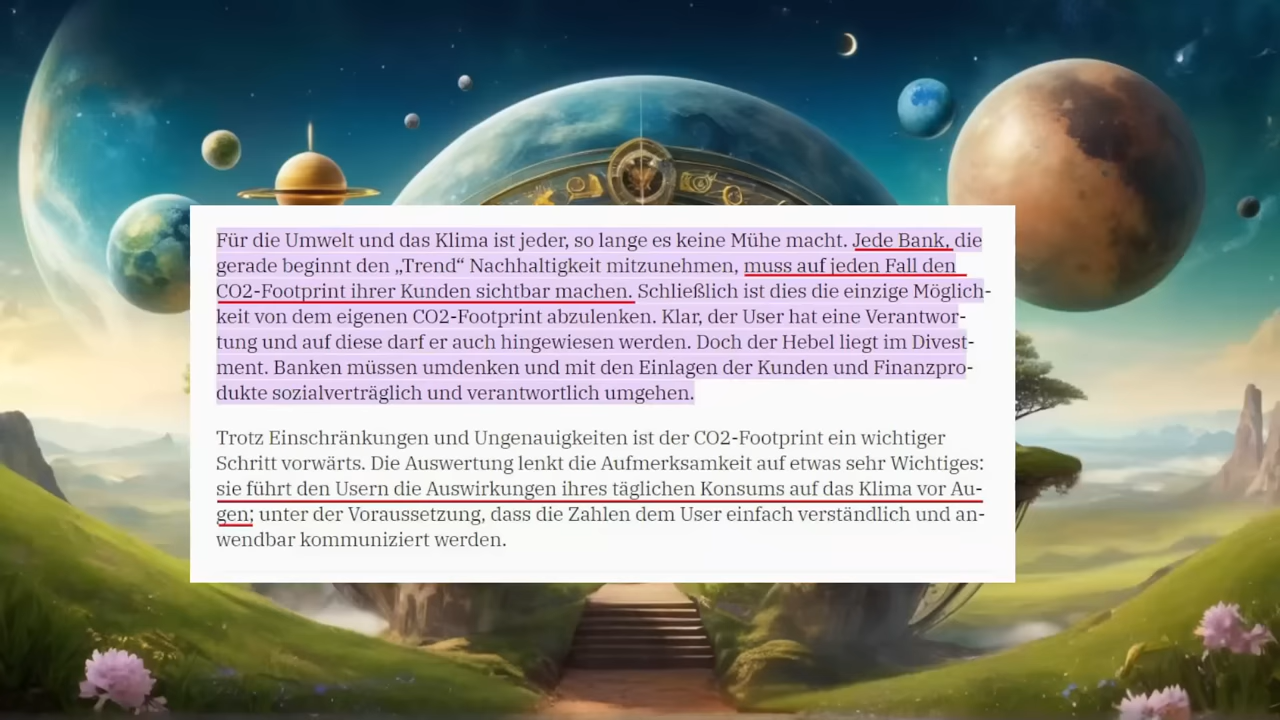 Für die Umwelt und das Klima ist jeder, so lange es keine Mühe macht. Jede Bank, die
gerade beginnt den „Trend“ Nachhaltigkeit mitzunehmen, muss auf jeden Fall den
CO2-Footprint ihrer Kunden sichtbar machen. Schließlich ist dies die einzige Möglich-
keit von dem eigenen CO2-Footprint abzulenken. Klar, der User hat eine Verantwor-
tung und auf diese darf er auch hingewiesen werden. Doch der Hebel liegt im Divest-
ment. Banken müssen umdenken und mit den Einlagen der Kunden und Finanzpro-
dukte sozialverträglich und verantwortlich umgehen.
Trotz Einschränkungen und Ungenauigkeiten ist der CO2-Footprint ein wichtiger
Schritt vorwärts. Die Auswertung lenkt die Aufmerksamkeit auf etwas sehr Wichtiges:
sie führt den Usern die Auswirkungen ihres täglichen Konsums auf das Klima vor Au-
gen; unter der Voraussetzung, dass die Zahlen dem User einfach verständlich und an-
wendbar kommuniziert werden.